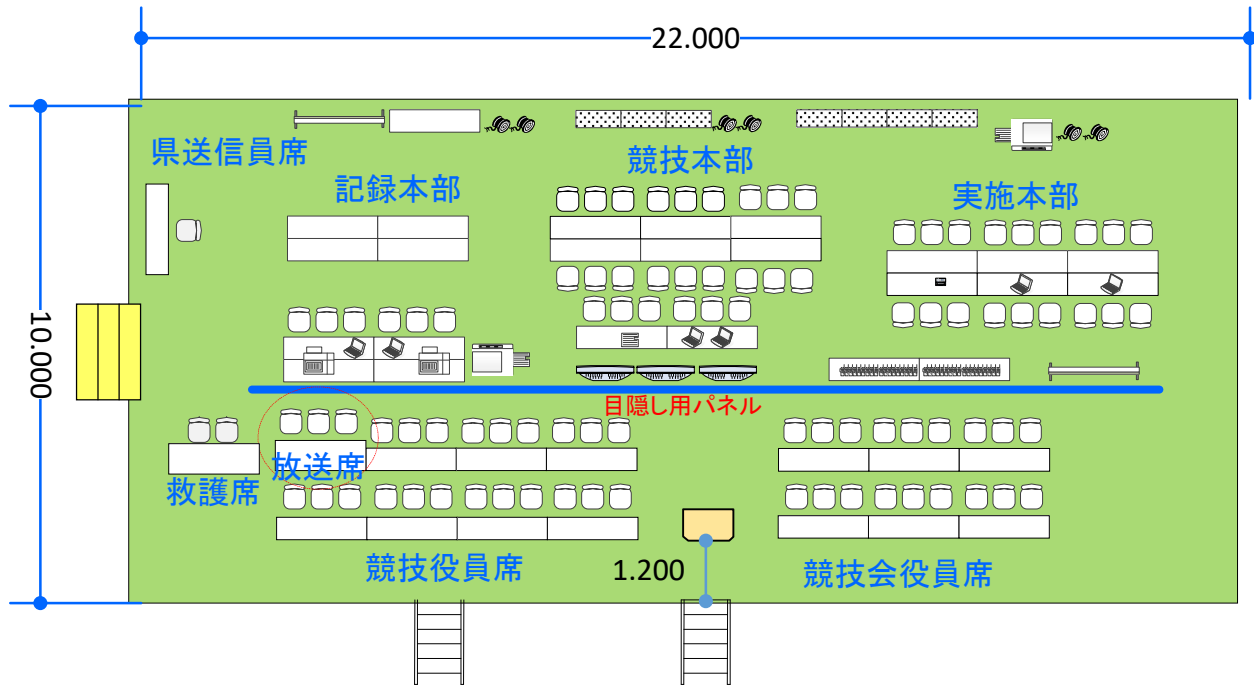 22.000
県送信員席
競技本部
記録本部
実施本部
10.000
目隠し用パネル
放送席
救護席
競技役員席
1.200
競技会役員席